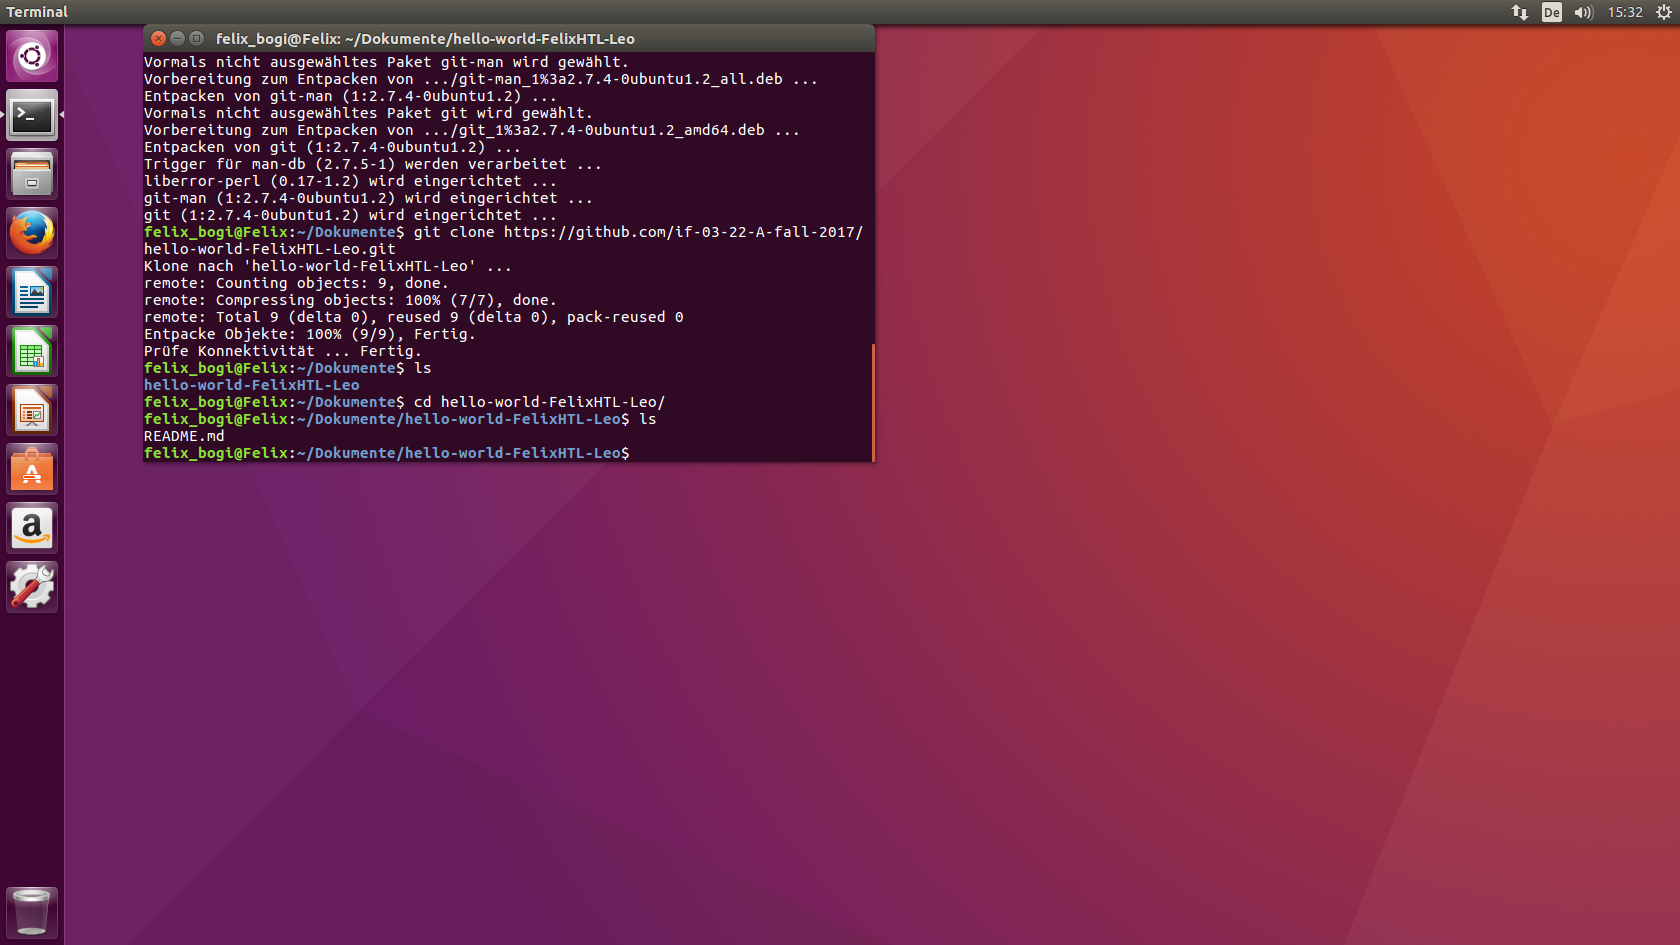 Terminal
De
15:32
felix_bogi@Felix: ~/Dokumente/hello-world-FelixHTL-Leo
Vormals nicht ausgewähltes Paket git-man wird gewählt.
Vorbereitung zum Entpacken von .../git-man_1%3a2.7.4-0ubuntu1.2_all.deb ...
Entpacken von git-man (1:2.7.4-0ubuntu1.2) ...
Vormals nicht ausgewähltes Paket git wird gewählt.
Vorbereitung zum Entpacken von .../git_1%3a2.7.4-0ubuntu1.2_amd64.deb ...
Entpacken von git (1:2.7.4-0ubuntu1.2) ...
Trigger für man-db (2.7.5-1) werden verarbeitet ...
liberror-perl (0.17-1.2) wird eingerichtet ...
git-man (1:2.7.4-0ubuntu1.2) wird eingerichtet ...
git (1:2.7.4-0ubuntu1.2) wird eingerichtet ...
felix_bogi@Felix:~/Dokumente$ git clone https://github.com/if-03-22-A-fall-2017/
hello-world-FelixHTL-Leo.git
Klone nach 'hello-world-FelixHTL-Leo' ...
remote: Counting objects: 9, done.
remote: Compressing objects: 100% (7/7), done.
remote: Total 9 (delta 0), reused 9 (delta 0), pack-reused 0
Entpacke Objekte: 100% (9/9), Fertig.
Prüfe Konnektivität ... Fertig.
felix_bogi@Felix:~/Dokumente$ ls
hello-world-FelixHTL-Leo
felix_bogi@Felix:~/Dokumente$ cd hello-world-FelixHTL-Leo/
felix_bogi@Felix:~/Dokumente/hello-world-FelixHTL-Leo$ ls
README.md
felix_bogi@Felix:~/Dokumente/hello-world-FelixHTL-Leo$